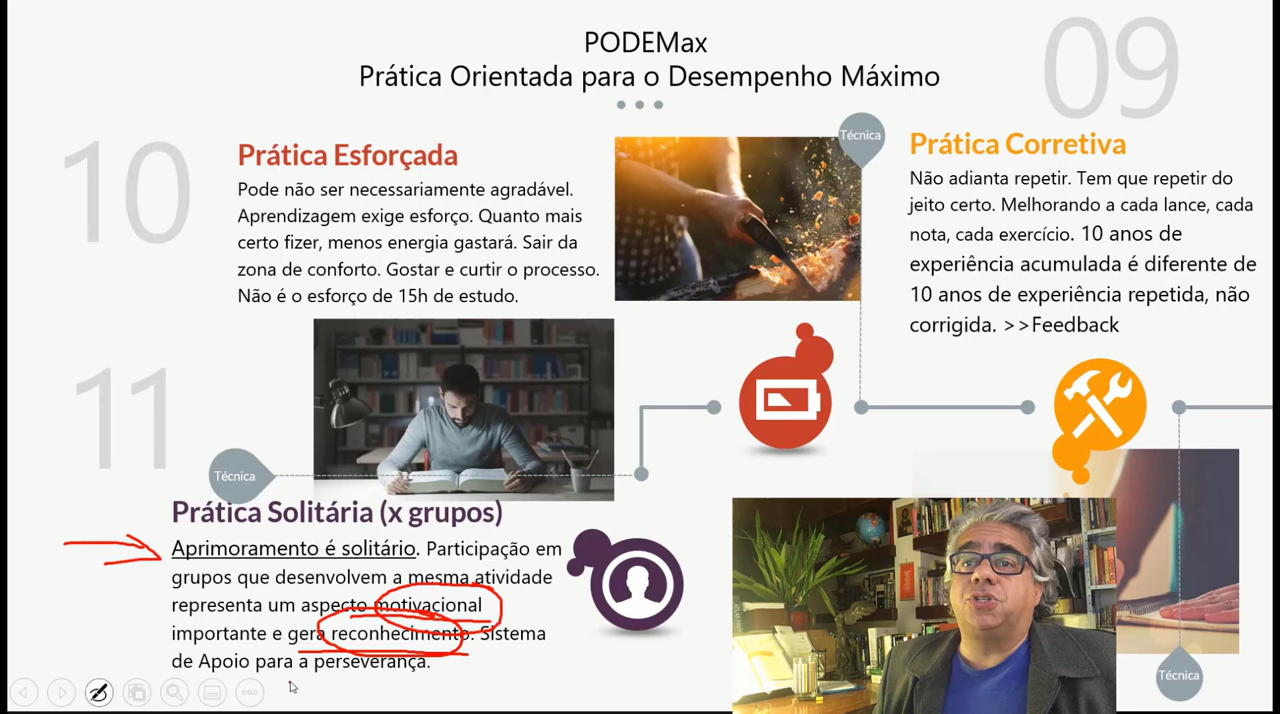 PODEMax
Prática Orientada para o Desempenho Máximo
09
Técnica
Prática Corretiva
Não adianta repetir. Tem que repetir do
jeito certo. Melhorando a cada lance, cada
nota, cada exercício. 10 anos de
experiência acumulada é diferente de
10 anos de experiência repetida, não
corrigida. >>Feedback
10
Prática Esforçada
Pode não ser necessariamente agradável.
Aprendizagem exige esforço. Quanto mais
certo fizer, menos energia gastará. Sair da
zona de conforto. Gostar e curtir o processo.
Não é o esforço de 15h de estudo.
11
Técnica
Prática Solitária (x grupos)
Aprimoramento é solitário. Participação em
grupos que desenvolvem a mesma atividade
representa um aspecto motivacional
importante e gera reconhecimento. Sistema
de Apoio para a perseverança.
Técnica